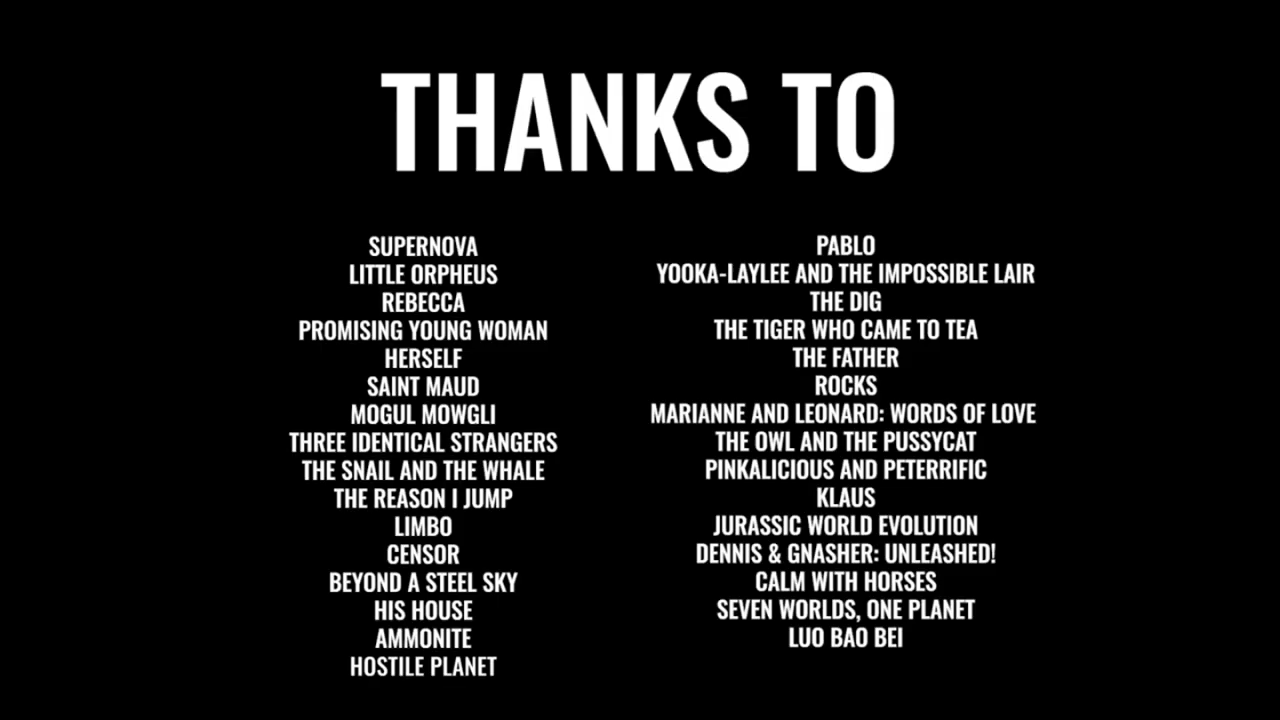 THANKS TO
SUPERNOVA
LITTLE ORPHEUS
REBECCA
PROMISING YOUNG WOMAN
HERSELF
SAINT MAUD
MOGUL MOWGLI
THREE IDENTICAL STRANGERS
THE SNAIL AND THE WHALE
THE REASON I JUMP
LIMBO
CENSOR
BEYOND A STEEL SKY
HIS HOUSE
AMMONITE
HOSTILE PLANET
PABLO
YOOKA-LAYLEE AND THE IMPOSSIBLE LAIR
THE DIG
THE TIGER WHO CAME TO TEA
THE FATHER
ROCKS
MARIANNE AND LEONARD: WORDS OF LOVE
THE OWL AND THE PUSSYCAT
PINKALICIOUS AND PETERRIFIC
KLAUS
JURASSIC WORLD EVOLUTION
DENNIS & GNASHER: UNLEASHED!
CALM WITH HORSES
SEVEN WORLDS, ONE PLANET
LUO BAO BEI